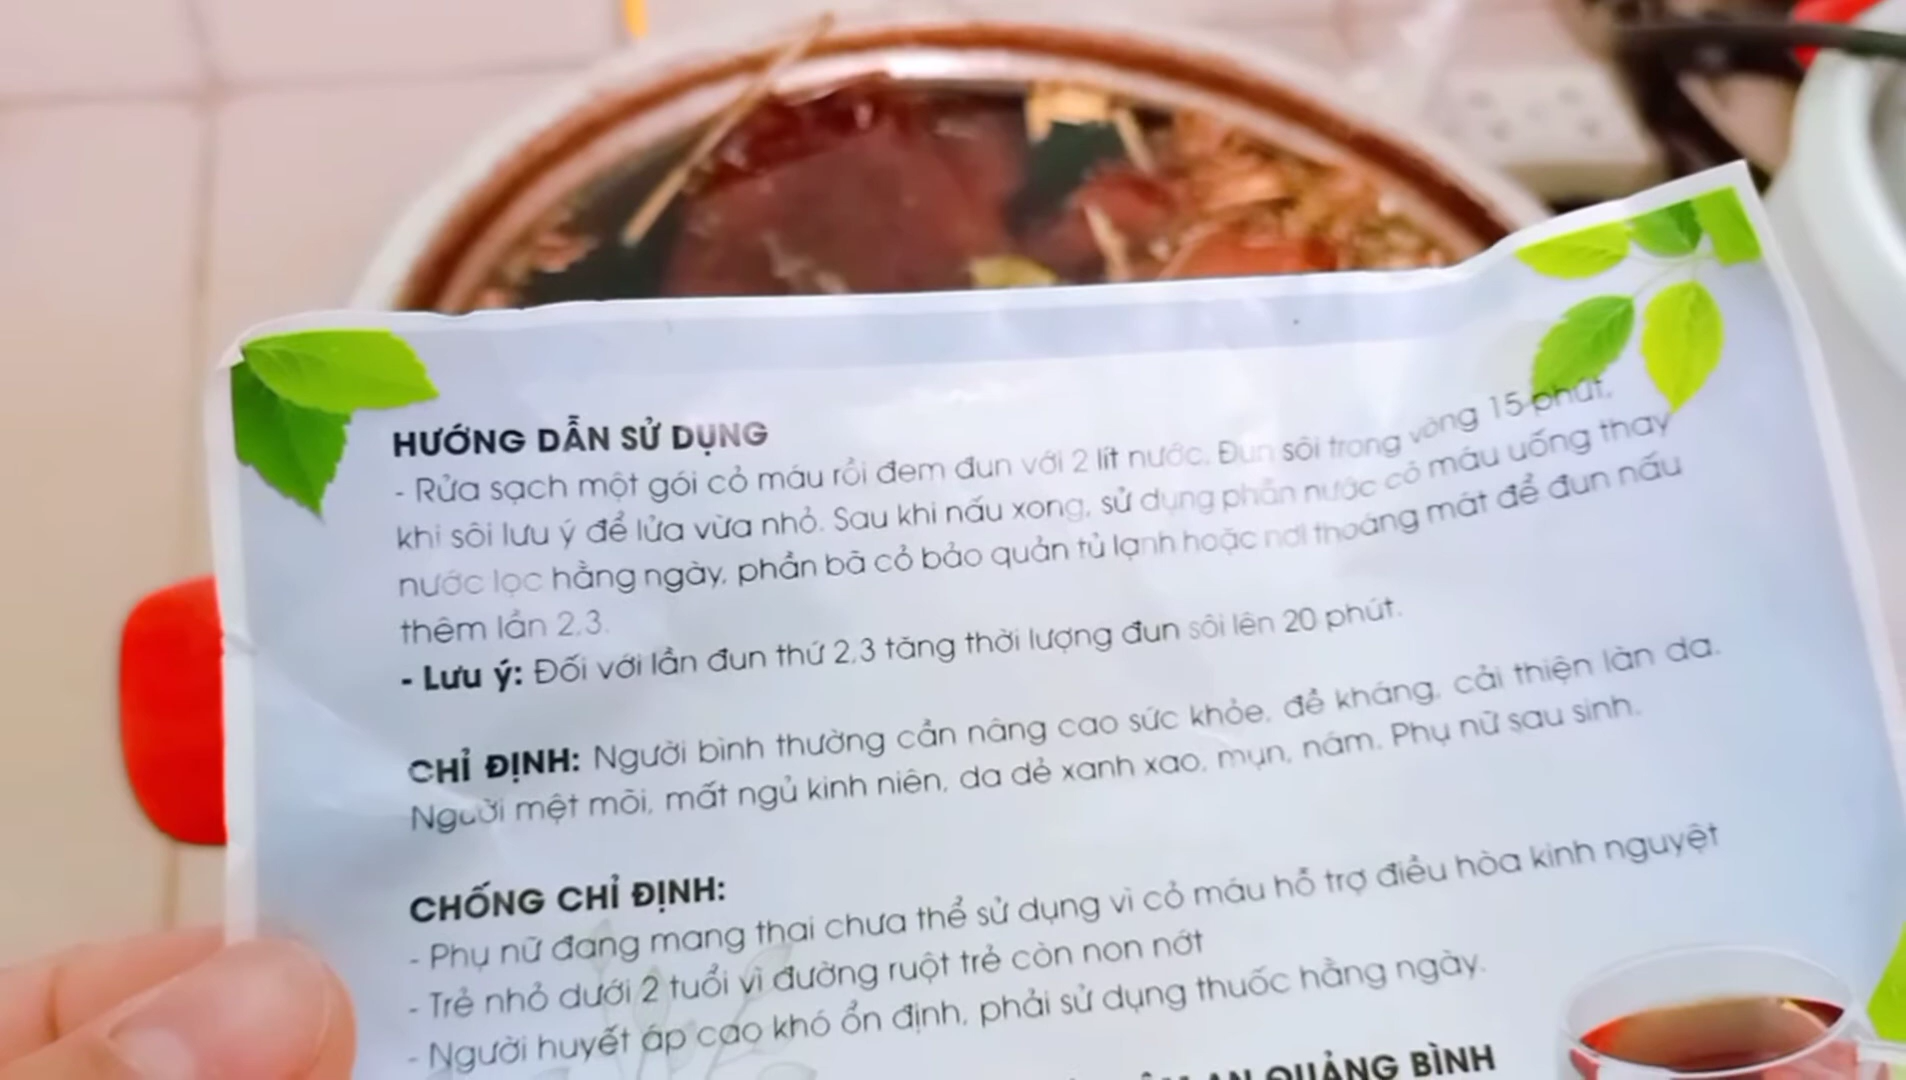 HƯỚNG DẪN SỬ DỤNG
- Rửa sạch một gói cỏ máu rồi đem đun với 2 lít nước. Đun sôi trong vòng 15 phút,
khi sôi lưu ý để lửa vừa nhỏ. Sau khi nấu xong, sử dụng phần nước cỏ máu uống thay
nước lọc hằng ngày, phần bã cỏ bảo quản tủ lạnh hoặc nơi thoáng mát để đun nấu
thêm lần 2,3.
- Lưu ý: Đối với lần đun thứ 2,3 tăng thời lượng đun sôi lên 20 phút.
CHỈ ĐỊNH: Người bình thường cần nâng cao sức khỏe, đề kháng, cải thiện làn da.
Người mệt mỏi, mất ngủ kinh niên, da dẻ xanh xao, mụn, nám. Phụ nữ sau sinh.
CHỐNG CHỈ ĐỊNH:
- Phụ nữ đang mang thai chưa thể sử dụng vì cỏ máu hỗ trợ điều hòa kinh nguyệt
- Trẻ nhỏ dưới 2 tuổi vì đường ruột trẻ còn non nớt
- Người huyết áp cao khó ổn định, phải sử dụng thuốc hằng ngày.
QUẢNG BÌNH